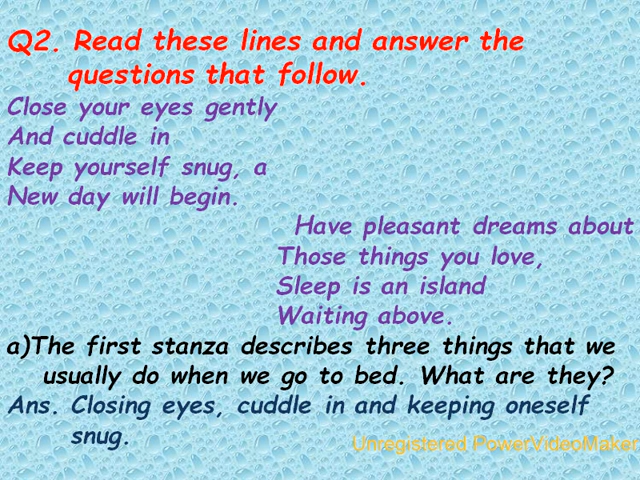 Q2. Read these lines and answer the
questions that follow.
Close your eyes gently
And cuddle in
Keep yourself snug, a
New day will begin.
Have pleasant dreams about
Those things you love,
Sleep is an island
Waiting above.
a)The first stanza describes three things that we
usually do when we go to bed. What are they?
Ans. Closing eyes, cuddle in and keeping oneself
snug.
Unregistered PowerVideoMaker